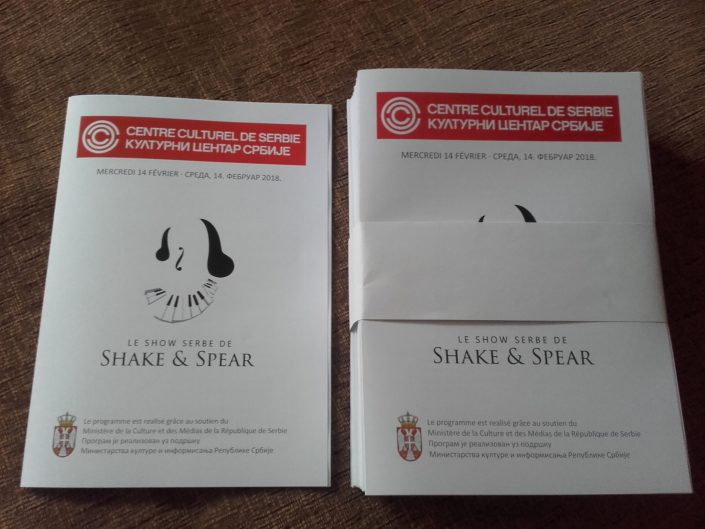 CENTRE CULTUREL DE SERBIE
КУЛТУРНИ ЦЕНТАР СРБИЈЕ
MERCREDI 14 FÉVRIER · СРЕДА, 14. ФЕБРУАР 2018.
LE SHOW SERBE DE
SHAKE & SPEAR
Le programme est realisé grâce au soutien du
Ministère de la Culture et des Médias de la République de Serbie
Програм је реализован уз подршку
Министарства културе и информисања Републике Србије
CENTRE CULTUREL DE SERBIE
КУЛТУРНИ ЦЕНТАР СРБИЈЕ
MERCREDI 14 FÉVRIER · СРЕДА, 14. ФЕБРУАР 2018.
LE SHOW SERBE DE
SHAKE & SPEAR
Le programme est realisé grâce au soutien du
Ministère de la Culture et des Médias de la République de Serbie
Програм је реализован уз подршку
Министарства културе и информисања Републике Србије